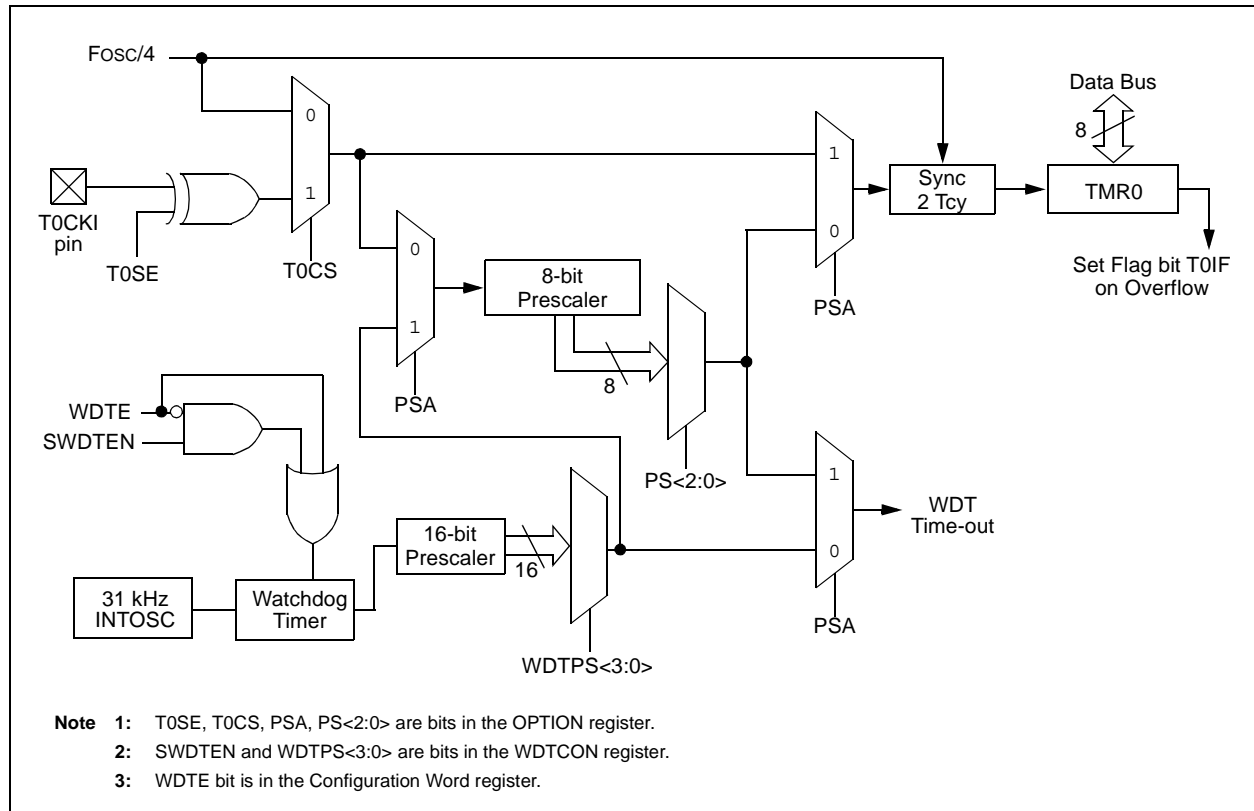 FOSC/4
Data Bus
0
1
8
1
Sync
2 Tcy
TMR0
T0CKI
pin
T0SE
T0CS
0
8-bit
Prescaler
0
Set Flag bit T0IF
on Overflow
PSA
1
8
WDTE
PSA
SWDTEN
PS<2:0>
1
WDT
Time-out
16-bit
Prescaler
16
0
31 kHz
INTOSC
Watchdog
Timer
PSA
WDTPS<3:0>
Note 1: T0SE, T0CS, PSA, PS<2:0> are bits in the OPTION register.
2: SWDTEN and WDTPS<3:0> are bits in the WDTCON register.
3: WDTE bit is in the Configuration Word register.